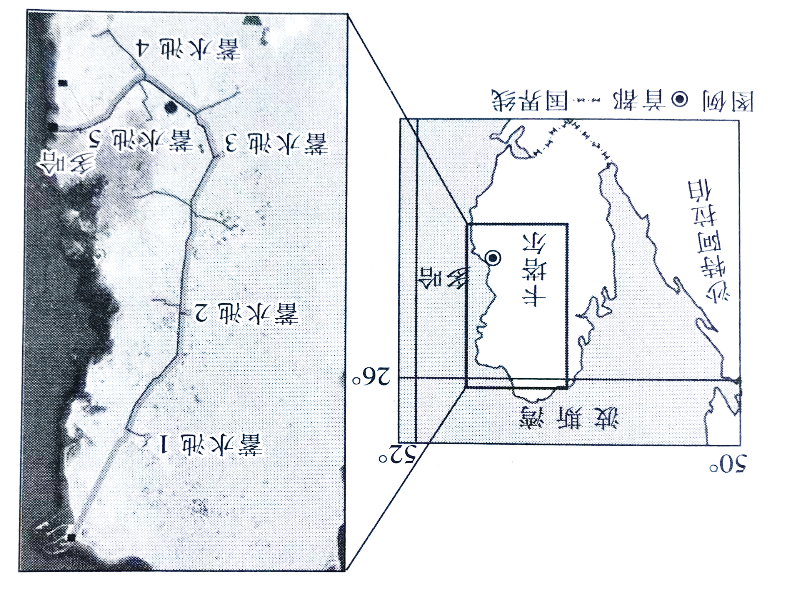 50°
52°
波斯湾
26°
卡塔尔
多哈
沙特阿拉伯
图例 首都 国界线
蓄水池 1
蓄水池 2
蓄水池 3
多哈
蓄水池 5
蓄水池 4